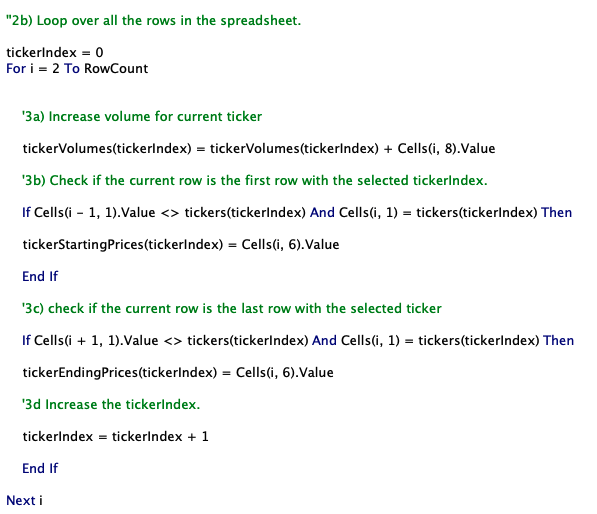 "2b) Loop over all the rows in the spreadsheet.
tickerIndex = 0
For i = 2 To RowCount
'3a) Increase volume for current ticker
tickerVolumes(tickerIndex) = tickerVolumes(tickerIndex) + Cells(i, 8).Value
'3b) Check if the current row is the first row with the selected tickerIndex.
If Cells(i - 1, 1).Value <> tickers(tickerIndex) And Cells(i, 1) = tickers(tickerIndex) Then
tickerStartingPrices(tickerIndex) = Cells(i, 6).Value
End If
'3c) check if the current row is the last row with the selected ticker
If Cells(i + 1, 1).Value <> tickers(tickerIndex) And Cells(i, 1) = tickers(tickerIndex) Then
tickerEndingPrices(tickerIndex) = Cells(i, 6).Value
'3d Increase the tickerIndex.
tickerIndex = tickerIndex + 1
End If
Next i